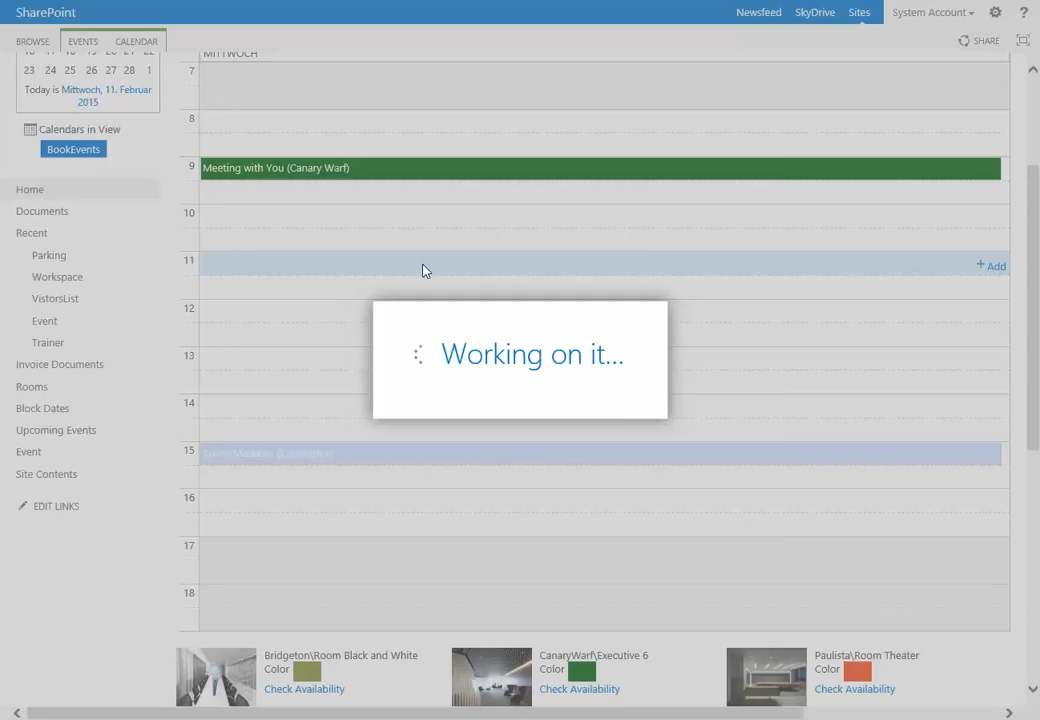 SharePoint
Newsfeed SkyDrive Sites System Account ?
BROWSE EVENTS CALENDAR SHARE
MITTWOCH
23 24 25 26 27 28 1
Today is Mittwoch, 11. Februar
2015
Calendars in View
BookEvents
Home
Documents
Recent
Parking
Workspace
VistorsList
Event
Trainer
Invoice Documents
Rooms
Block Dates
Upcoming Events
Event
Site Contents
EDIT LINKS
7
8
9 Meeting with You (Canary Warf)
10
11 + Add
12
Working on it...
13
14
15
16
17
18
Bridgeton\Room Black and White
Color
Check Availability
CanaryWarf\Executive 6
Color
Check Availability
Paulista\Room Theater
Color
Check Availability